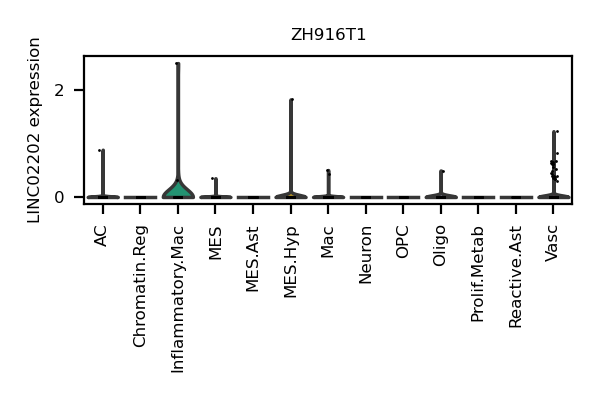 ZH916T1
LINC02202 expression
2
0
AC
Chromatin.Reg
Inflammatory.Mac
MES
MES.Ast
MES.Hyp
Mac
Neuron
OPC
Oligo
Prolif.Metab
Reactive.Ast
Vasc